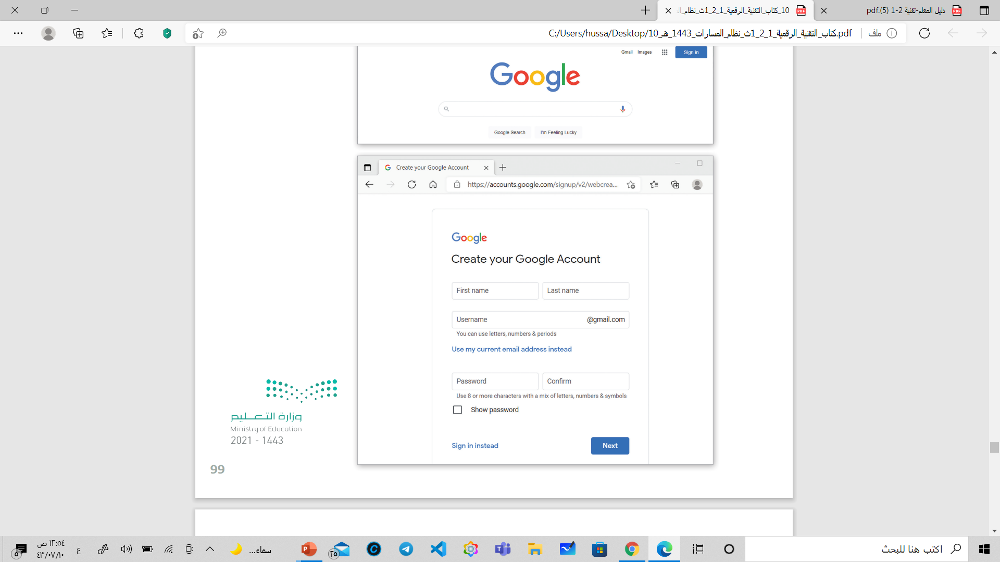 10_كتاب_التقنية_الرقمية_1_2_1ث_نظام_ال
دليل المعلم-تقنية 2-1 (5).pdf
C:/Users/hussa/Desktop/10_كتاب_التقنية_الرقمية_1_2_1ث_نظام_المسارات_1443_هـ.pdf
ملف
Gmail Images Sign in
Google
Google Search I'm Feeling Lucky
Create your Google Account
https://accounts.google.com/signup/v2/webcrea...
Google
Create your Google Account
First name Last name
Username @gmail.com
You can use letters, numbers & periods
Use my current email address instead
Password Confirm
Use 8 or more characters with a mix of letters, numbers & symbols
Show password
Sign in instead Next
وزارة التعليم
Ministry of Education
2021 - 1443
99
اكتب هنا للبحث
سماء...
٢٥
ع
١٢:٥٤ ص
٤٣/٠٧/١٠
٥